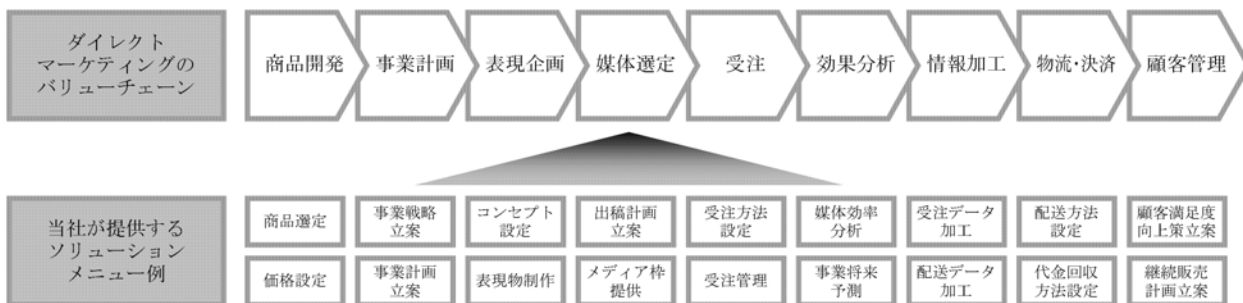 ダイレクト
マーケティングの
バリューチェーン
商品開発
事業計画
表現企画
媒体選定
受注
効果分析
情報加工
物流・決済
顧客管理
当社が提供する
ソリューション
メニュー例
商品選定
事業戦略
立案
コンセプト
設定
出稿計画
立案
受注方法
設定
媒体効率
分析
受注データ
加工
配送方法
設定
顧客満足度
向上策立案
価格設定
事業計画
立案
表現物制作
メディア枠
提供
受注管理
事業将来
予測
配送データ
加工
代金回収
方法設定
継続販売
計画立案